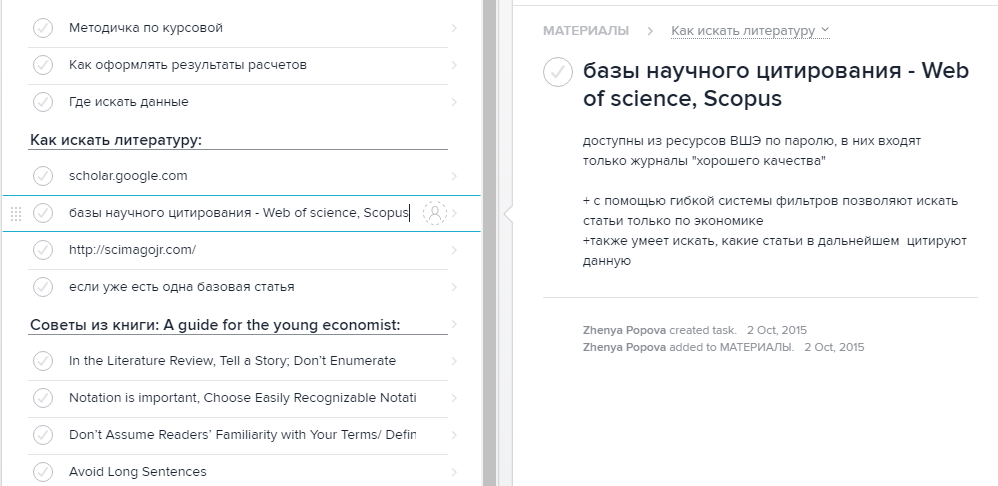 Методичка по курсовой
Как оформлять результаты расчетов
Где искать данные
Как искать литературу:
scholar.google.com
базы научного цитирования - Web of science, Scopus
http://scimagojr.com/
если уже есть одна базовая статья
Советы из книги: A guide for the young economist:
In the Literature Review, Tell a Story; Don't Enumerate
Notation is important, Choose Easily Recognizable Notati
Don't Assume Readers' Familiarity with Your Terms/ Defin
Avoid Long Sentences
МАТЕРИАЛЫ > Как искать литературу
базы научного цитирования - Web
of science, Scopus
доступны из ресурсов ВШЭ по паролю, в них входят
только журналы "хорошего качества"
+ с помощью гибкой системы фильтров позволяют искать
статьи только по экономике
+также умеет искать, какие статьи в дальнейшем цитируют
данную
Zhenya Popova created task. 2 Oct, 2015
Zhenya Popova added to МАТЕРИАЛЫ. 2 Oct, 2015